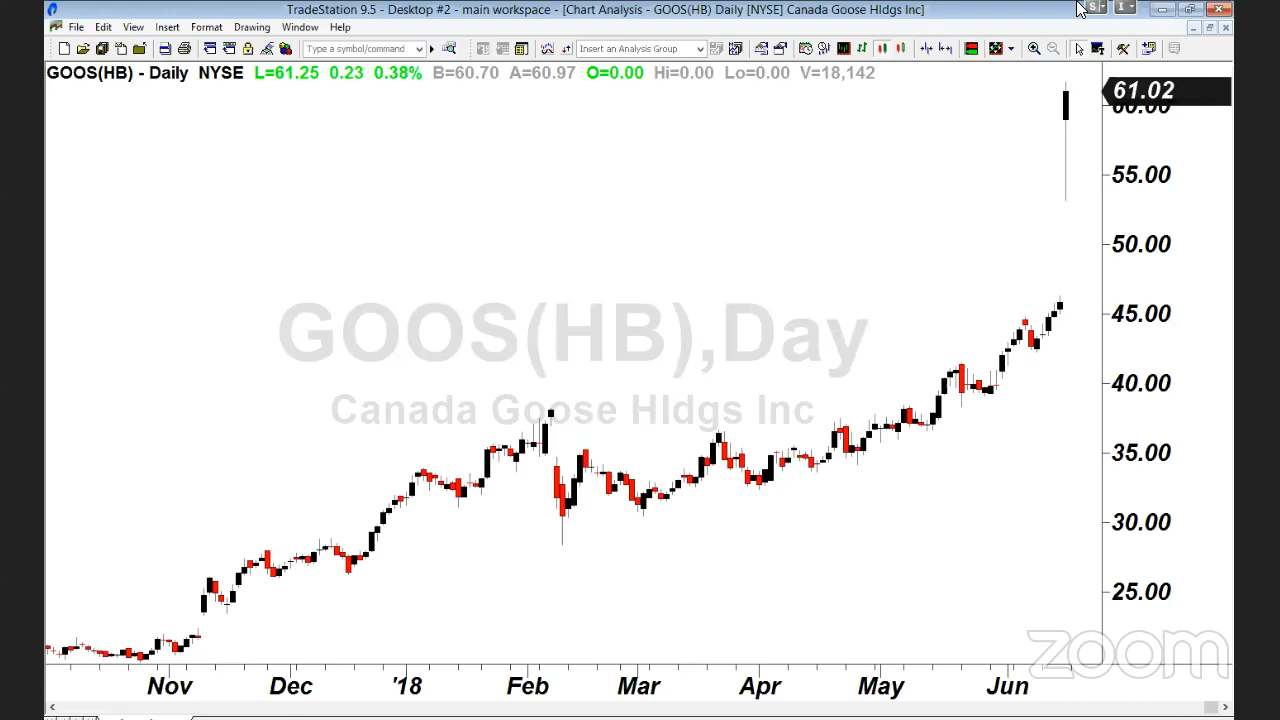 TradeStation 9.5 - Desktop #2 - main workspace - [Chart Analysis - GOOS(HB) Daily [NYSE] Canada Goose Hldgs Inc]
S I
File Edit View Insert Format Drawing Window Help
Type a symbol/command Insert an Analysis Group
GOOS(HB) - Daily NYSE L=61.25 0.23 0.38% B=60.70 A=60.97 O=0.00 Hi=0.00 Lo=0.00 V=18,142
61.02
60.00
55.00
50.00
45.00
GOOS(HB),Day
40.00
Canada Goose Hldgs Inc
35.00
30.00
25.00
zoom
Nov Dec '18 Feb Mar Apr May Jun